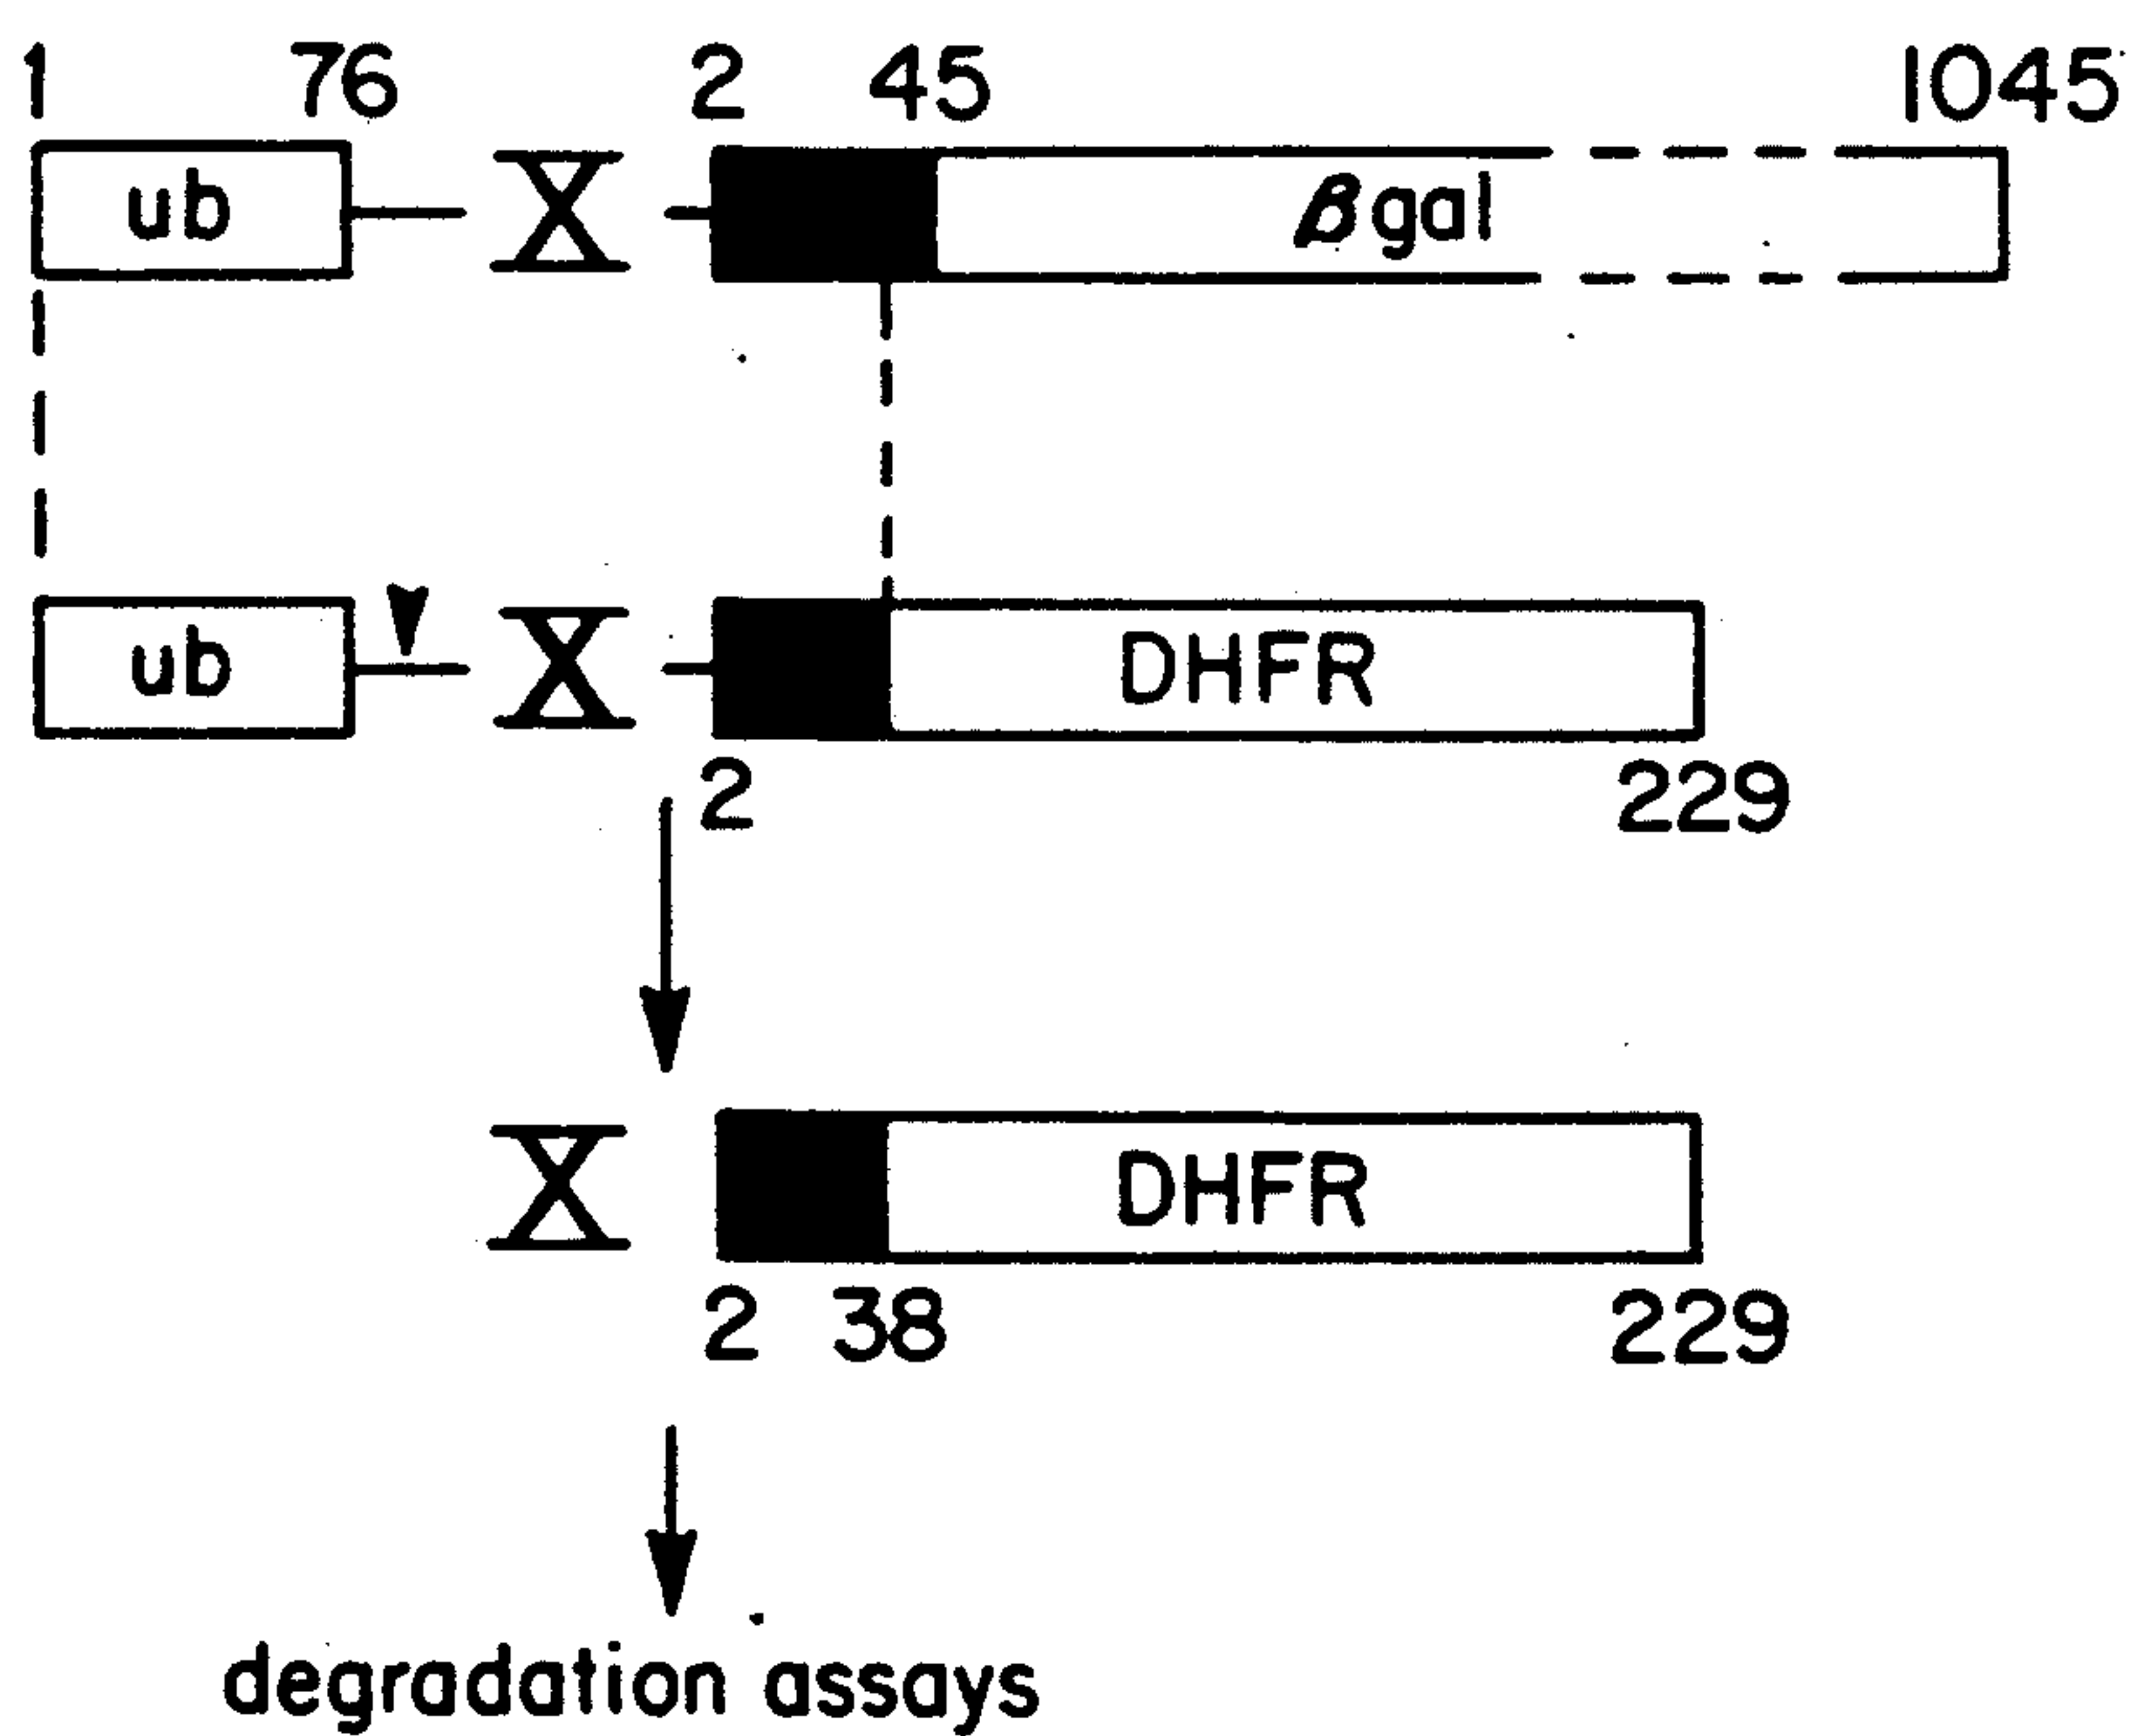 1 76 2 45 1045
ub X βgal
ub X DHFR
2 229
X DHFR
2 38 229
degradation assays